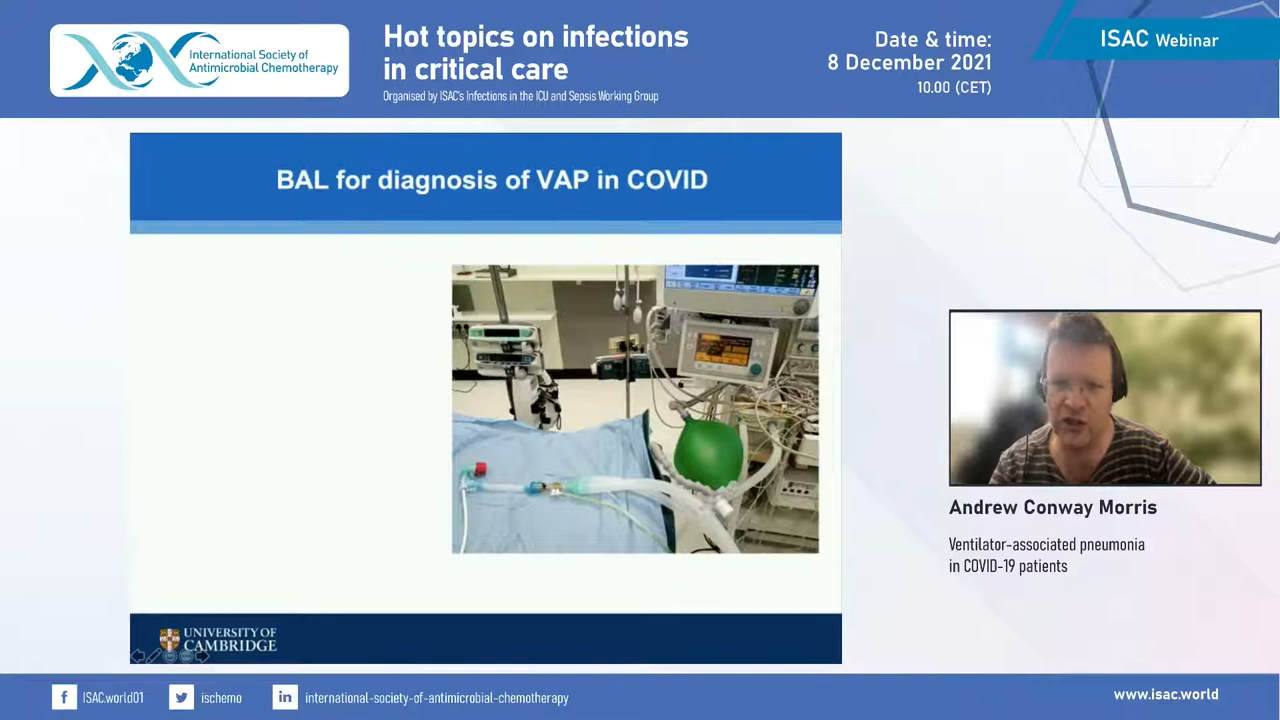 International Society of
Antimicrobial Chemotherapy
Hot topics on infections
in critical care
Organised by ISAC's Infections in the ICU and Sepsis Working Group
Date & time:
8 December 2021
10.00 (CET)
ISAC Webinar
BAL for diagnosis of VAP in COVID
UNIVERSITY OF
CAMBRIDGE
Andrew Conway Morris
Ventilator-associated pneumonia
in COVID-19 patients
ISAC.world01
ischemo
international-society-of-antimicrobial-chemotherapy
www.isac.world